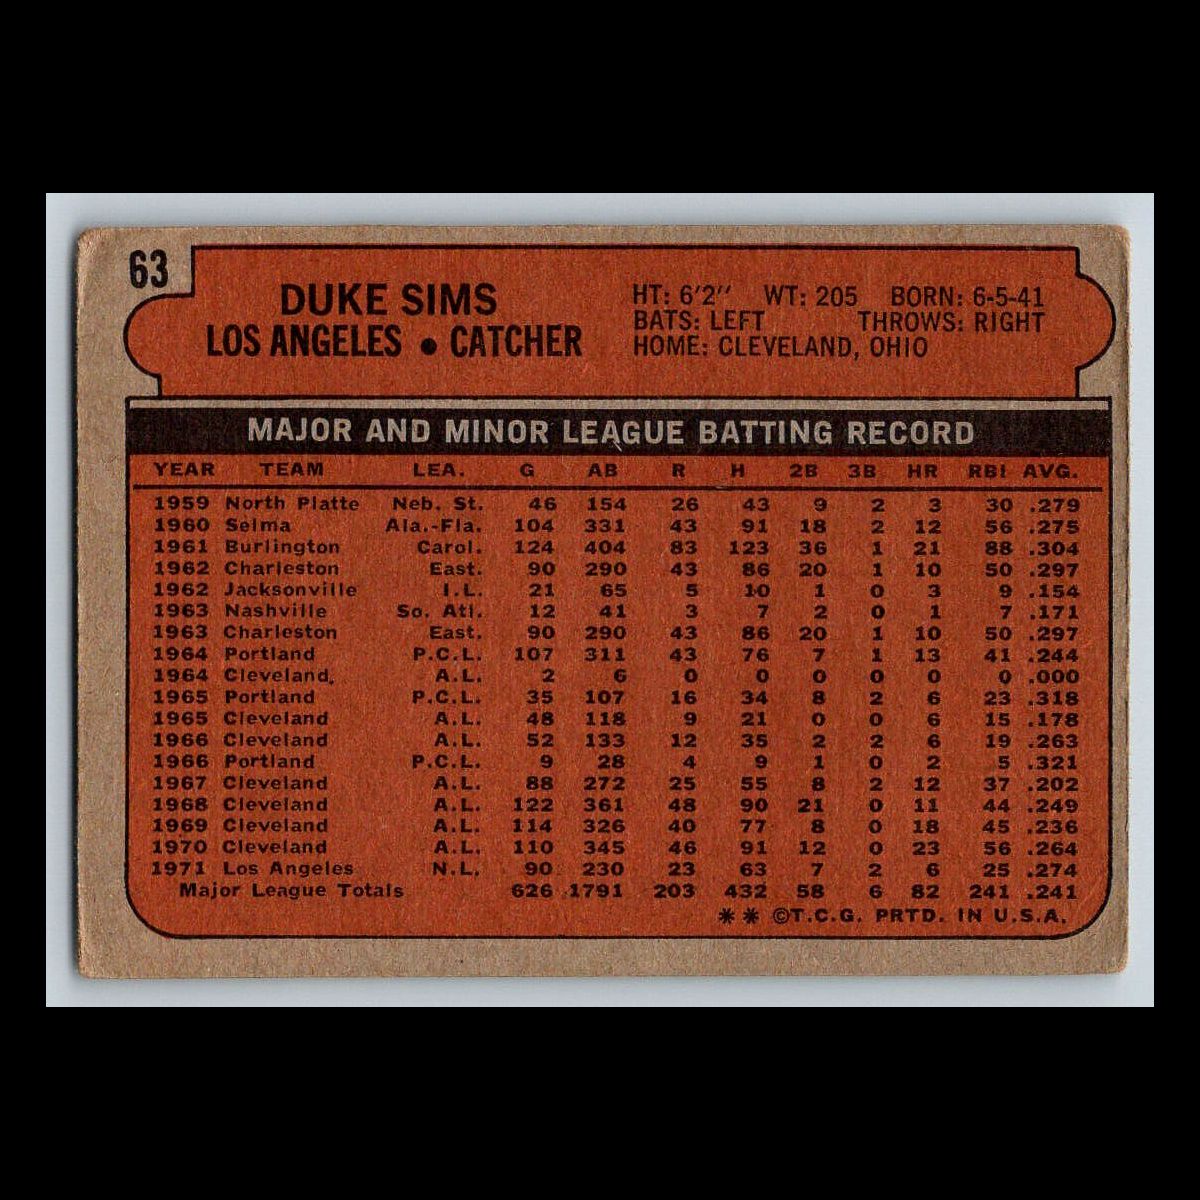 63
DUKE SIMS
LOS ANGELES • CATCHER
HT: 6'2" WT: 205 BORN: 6-5-41
BATS: LEFT THROWS: RIGHT
HOME: CLEVELAND, OHIO
MAJOR AND MINOR LEAGUE BATTING RECORD
YEAR TEAM LEA. G AB R H 2B 3B HR RBI AVG.
1959 North Platte Neb. St. 46 154 26 43 9 2 3 30 .279
1960 Selma Ala.-Fla. 104 331 43 91 18 2 12 56 .275
1961 Burlington Carol. 124 404 83 123 36 1 21 88 .304
1962 Charleston East. 90 290 43 86 20 1 10 50 .297
1962 Jacksonville I.L. 21 65 5 10 1 0 3 9 .154
1963 Nashville So. Atl. 12 41 3 7 2 0 1 7 .171
1963 Charleston East. 90 290 43 86 20 1 10 50 .297
1964 Portland P.C.L. 107 311 43 76 7 1 13 41 .244
1964 Cleveland. A.L. 2 6 0 0 0 0 0 0 .000
1965 Portland P.C.L. 35 107 16 34 8 2 6 23 .318
1965 Cleveland A.L. 48 118 9 21 0 0 6 15 .178
1966 Cleveland A.L. 52 133 12 35 2 2 6 19 .263
1966 Portland P.C.L. 9 28 4 9 1 0 2 5 .321
1967 Cleveland A.L. 88 272 25 55 8 2 12 37 .202
1968 Cleveland A.L. 122 361 48 90 21 0 11 44 .249
1969 Cleveland A.L. 114 326 40 77 8 0 18 45 .236
1970 Cleveland A.L. 110 345 46 91 12 0 23 56 .264
1971 Los Angeles N.L. 90 230 23 63 7 2 6 25 .274
Major League Totals 626 1791 203 432 58 6 82 241 .241
** ©T.C.G. PRTD. IN U.S.A.